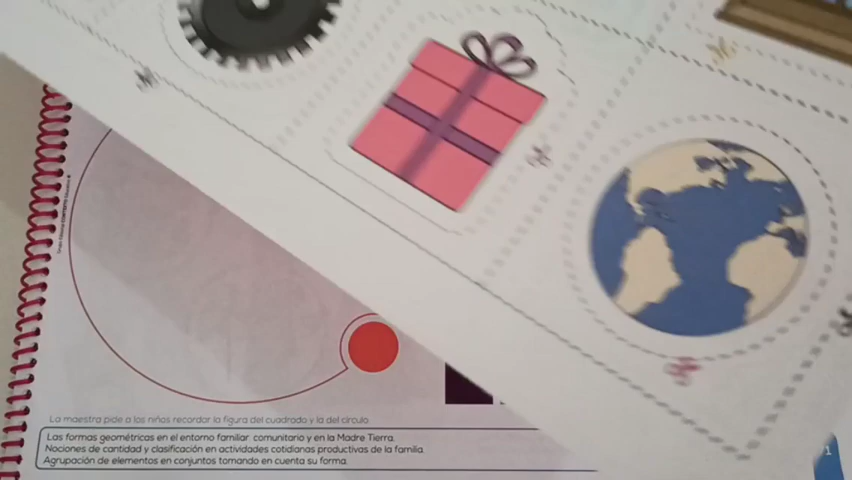 La maestra pide a los niños recordar la figura del cuadrado y la del círculo.
Las formas geométricas en el entorno familiar comunitario y en la Madre Tierra.
Nociones de cantidad y clasificación en actividades cotidianas productivas de la familia.
Agrupación de elementos en conjuntos tomando en cuenta su forma.
1